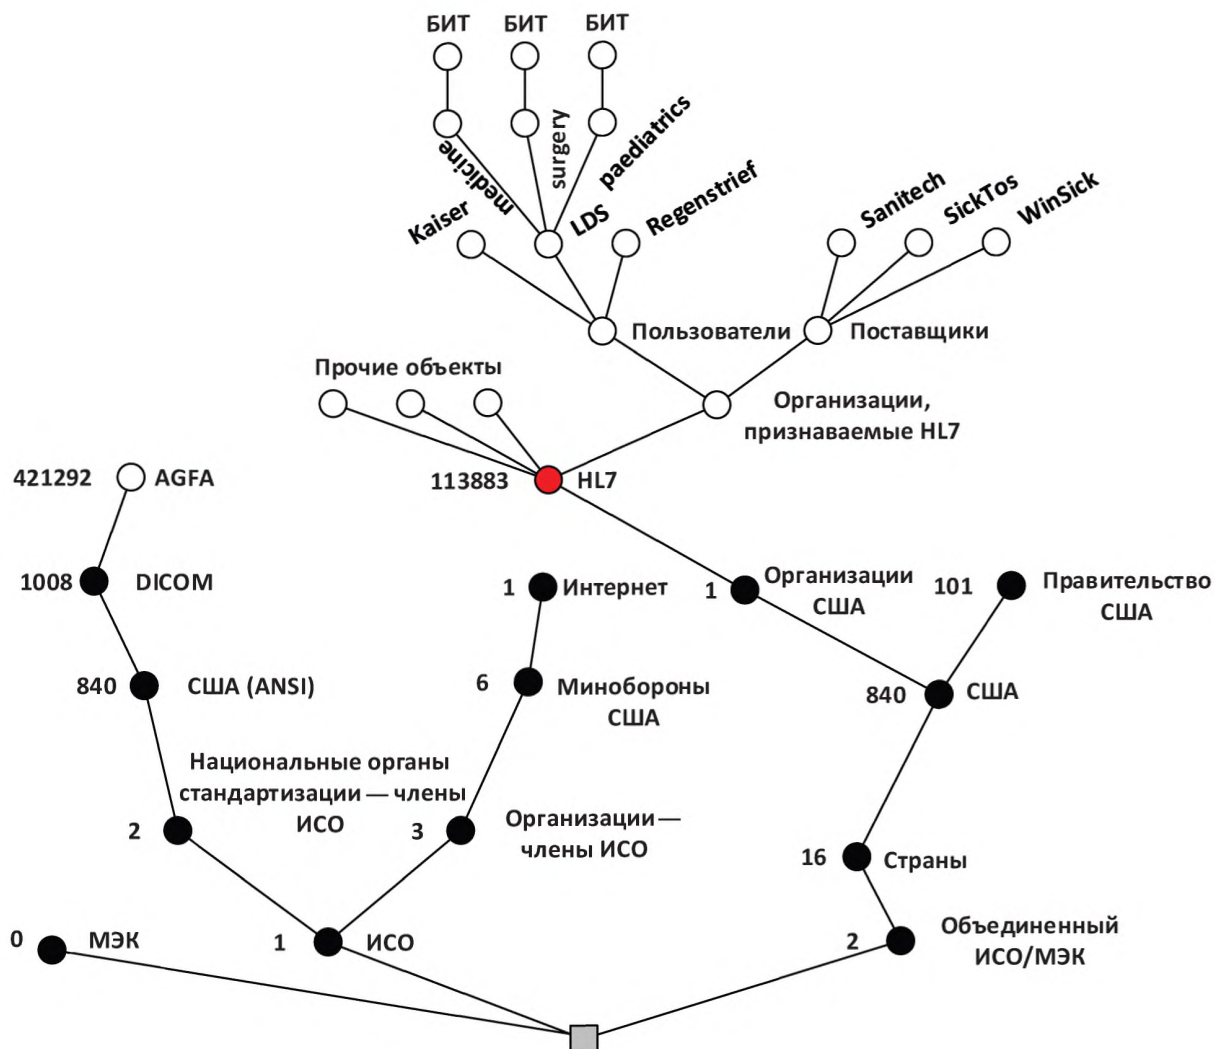 БИТ БИТ БИТ
medicine
surgery
paediatrics
Kaiser
LDS
Regenstrief
Sanitech
SickTos
WinSick
Пользователи
Поставщики
Прочие объекты
Организации,
признаваемые HL7
421292 AGFA
113883 HL7
1008 DICOM
1 Интернет
1 Организации
США
101 Правительство
США
840 США (ANSI)
6 Минобороны
США
840 США
Национальные органы
стандартизации — члены
ИСО
2
3 Организации —
члены ИСО
16 Страны
0 МЭК
1 ИСО
2 Объединенный
ИСО/МЭК